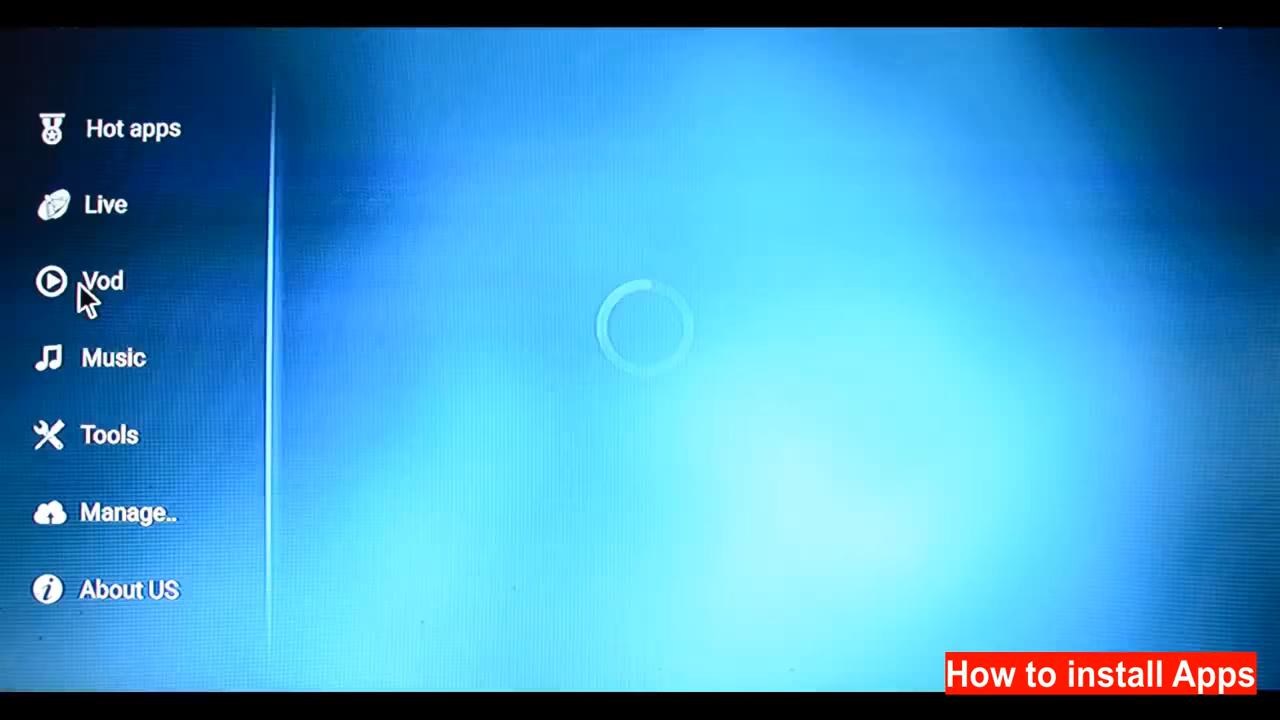 Hot apps
Live
Vod
Music
Tools
Manage..
About US
How to install Apps